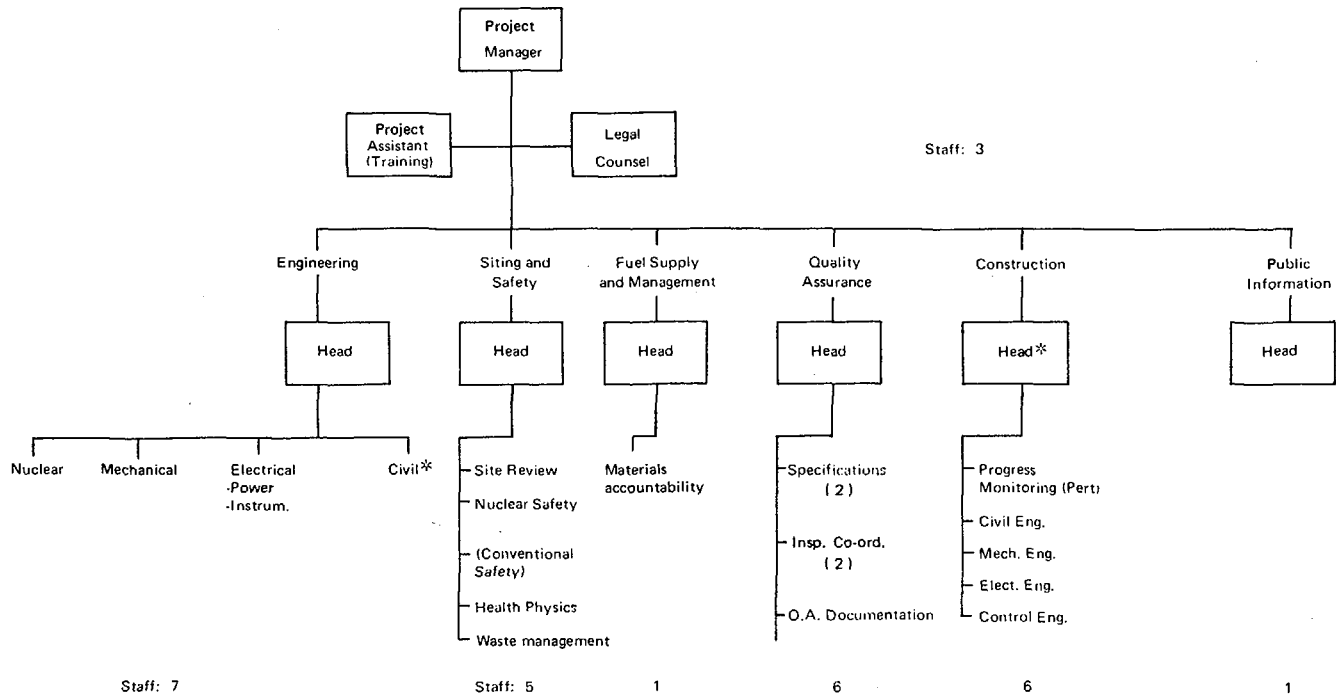 Project
Manager
Project
Assistant
(Training)
Legal
Counsel
Staff: 3
Engineering
Siting and
Safety
Fuel Supply
and Management
Quality
Assurance
Construction
Public
Information
Head
Head
Head
Head
Head*
Head
Nuclear
Mechanical
Electrical
-Power
-Instrum.
Civil*
Site Review
Nuclear Safety
(Conventional
Safety)
Health Physics
Waste management
Materials
accountability
Specifications
(2)
Insp. Co-ord.
(2)
O.A. Documentation
Progress
Monitoring (Pert)
Civil Eng.
Mech. Eng.
Elect. Eng.
Control Eng.
Staff: 7
Staff: 5
1
6
6
1